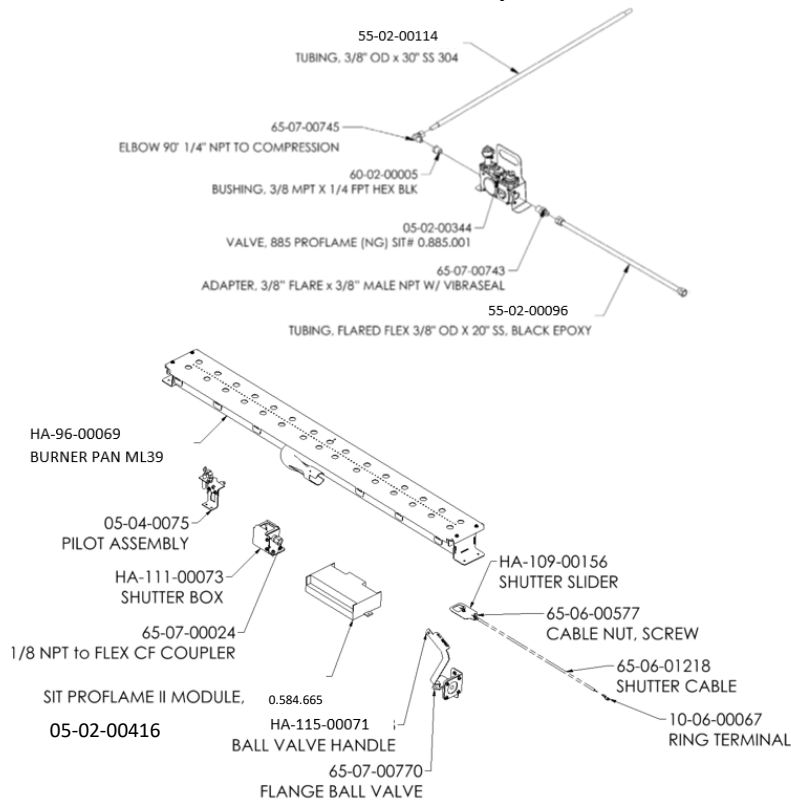 55-02-00114
TUBING, 3/8" OD x 30" SS 304
65-07-00745
ELBOW 90° 1/4" NPT TO COMPRESSION
60-02-00005
BUSHING, 3/8 MPT X 1/4 FPT HEX BLK
05-02-00344
VALVE, 885 PROFLAME (NG) SIT# 0.885.001
65-07-00743
ADAPTER, 3/8" FLARE x 3/8" MALE NPT W/ VIBRASEAL
55-02-00096
TUBING, FLARED FLEX 3/8" OD X 20" SS, BLACK EPOXY
HA-96-00069
BURNER PAN ML39
05-04-0075
PILOT ASSEMBLY
HA-111-00073
SHUTTER BOX
65-07-00024
1/8 NPT to FLEX CF COUPLER
SIT PROFLAME II MODULE, 0.584.665
05-02-00416
HA-115-00071
BALL VALVE HANDLE
65-07-00770
FLANGE BALL VALVE
HA-109-00156
SHUTTER SLIDER
65-06-00577
CABLE NUT, SCREW
65-06-01218
SHUTTER CABLE
10-06-00067
RING TERMINAL